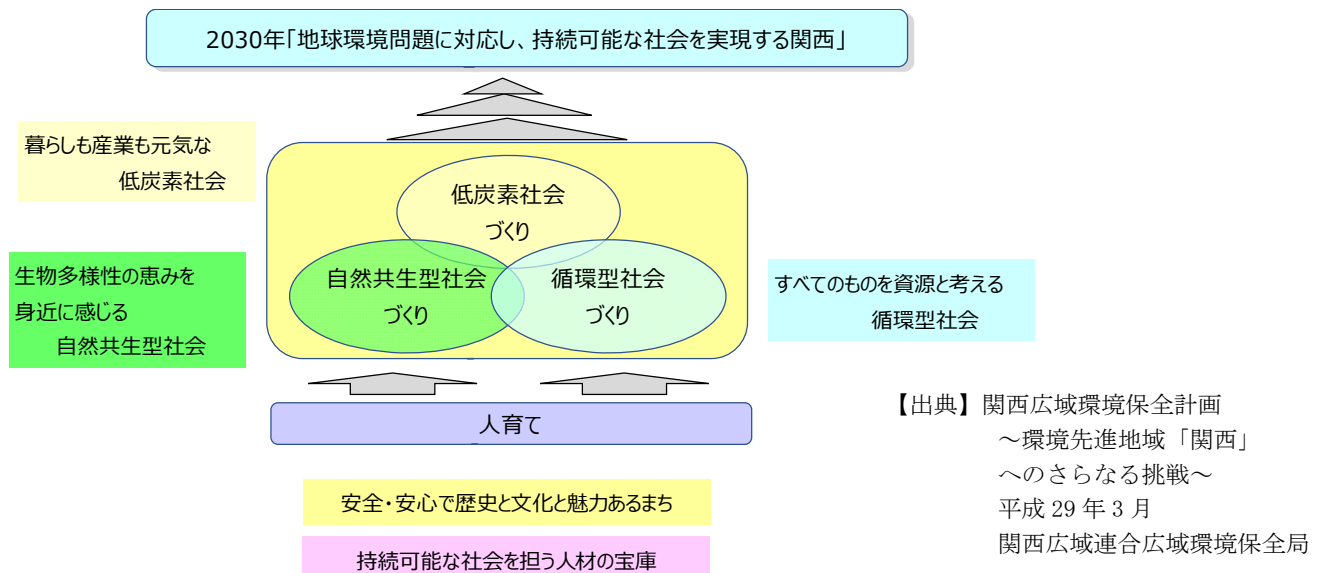 2030年「地球環境問題に対応し、持続可能な社会を実現する関西」
暮らしも産業も元気な
低炭素社会
低炭素社会
づくり
生物多様性の恵みを
身近に感じる
自然共生型社会
自然共生型社会
づくり
循環型社会
づくり
すべてのものを資源と考える
循環型社会
人育て
安全・安心で歴史と文化と魅力あるまち
持続可能な社会を担う人材の宝庫
【出典】関西広域環境保全計画
～環境先進地域「関西」
へのさらなる挑戦～
平成 29 年 3 月
関西広域連合広域環境保全局